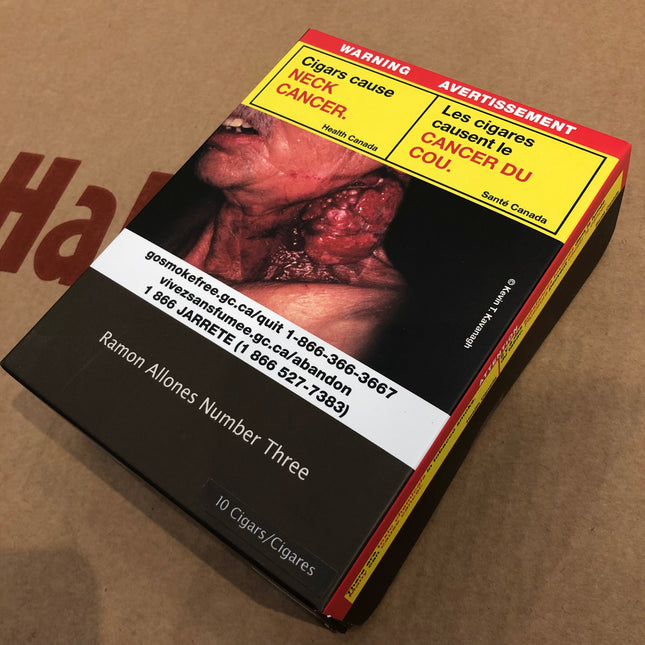 WARNING AVERTISSEMENT
Cigars cause
NECK
CANCER.
Health Canada
Les cigares
causent le
CANCER DU
COU.
Santé Canada
© Kevin T. Kavanagh
gosmokefree.gc.ca/quit 1-866-366-3667
vivezsansfumee.gc.ca/abandon
1 866 JARRETE (1 866 527-7383)
Ramon Allones Number Three
10 Cigars/Cigares